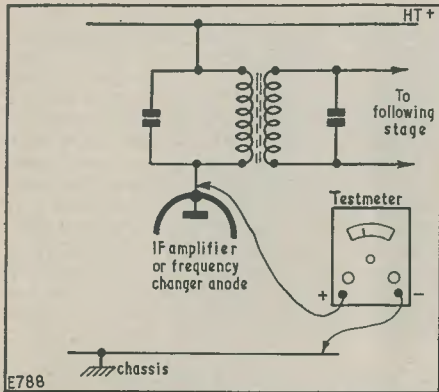 HT+
To
following
stage
Testmeter
IF amplifier
or frequency
changer anode
+
-
chassis
E788